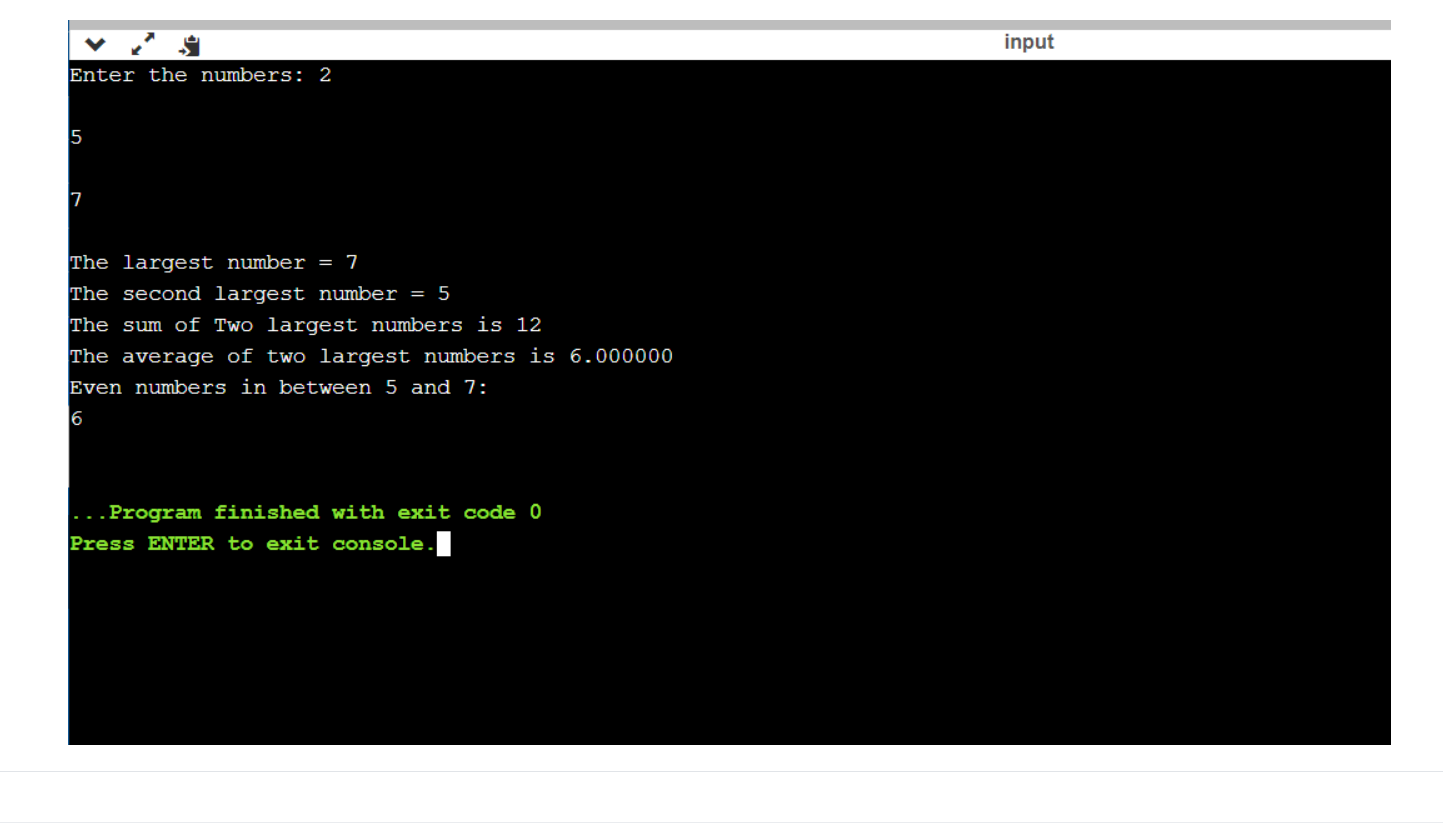 input
Enter the numbers: 2
5
7
The largest number = 7
The second largest number = 5
The sum of Two largest numbers is 12
The average of two largest numbers is 6.000000
Even numbers in between 5 and 7:
6
...Program finished with exit code 0
Press ENTER to exit console.